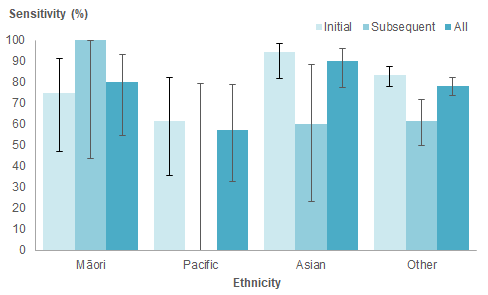 Sensitivity (%)
Initial Subsequent All
100
90
80
70
60
50
40
30
20
10
0
Māori Pacific Asian Other
Ethnicity